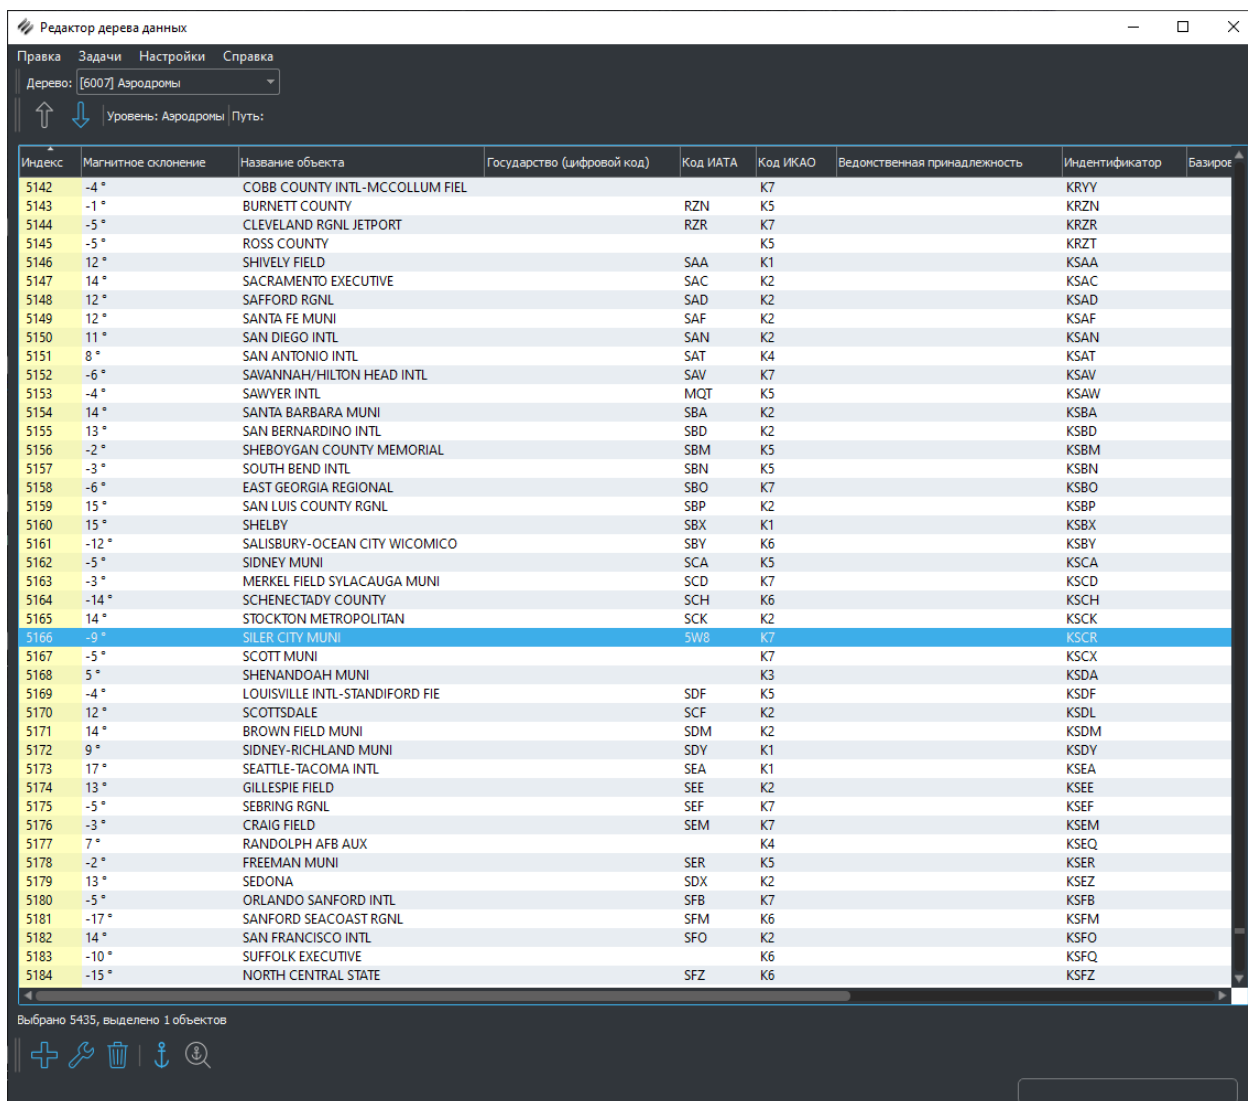 Редактор дерева данных
Правка Задачи Настройки Справка
Дерево: [6007] Аэродромы
Уровень: Аэродромы Путь:
Индекс Магнитное склонение Название объекта Государство (цифровой код) Код ИАТА Код ИКАО Ведомственная принадлежность Индентификатор Базиров
5142 -4 ° COBB COUNTY INTL-MCCOLLUM FIEL K7 KRYY
5143 -1 ° BURNETT COUNTY RZN K5 KRZN
5144 -5 ° CLEVELAND RGNL JETPORT RZR K7 KRZR
5145 -5 ° ROSS COUNTY K5 KRZT
5146 12 ° SHIVELY FIELD SAA K1 KSAA
5147 14 ° SACRAMENTO EXECUTIVE SAC K2 KSAC
5148 12 ° SAFFORD RGNL SAD K2 KSAD
5149 12 ° SANTA FE MUNI SAF K2 KSAF
5150 11 ° SAN DIEGO INTL SAN K2 KSAN
5151 8 ° SAN ANTONIO INTL SAT K4 KSAT
5152 -6 ° SAVANNAH/HILTON HEAD INTL SAV K7 KSAV
5153 -4 ° SAWYER INTL MQT K5 KSAW
5154 14 ° SANTA BARBARA MUNI SBA K2 KSBA
5155 13 ° SAN BERNARDINO INTL SBD K2 KSBD
5156 -2 ° SHEBOYGAN COUNTY MEMORIAL SBM K5 KSBM
5157 -3 ° SOUTH BEND INTL SBN K5 KSBN
5158 -6 ° EAST GEORGIA REGIONAL SBO K7 KSBO
5159 15 ° SAN LUIS COUNTY RGNL SBP K2 KSBP
5160 15 ° SHELBY SBX K1 KSBX
5161 -12 ° SALISBURY-OCEAN CITY WICOMICO SBY K6 KSBY
5162 -5 ° SIDNEY MUNI SCA K5 KSCA
5163 -3 ° MERKEL FIELD SYLACAUGA MUNI SCD K7 KSCD
5164 -14 ° SCHENECTADY COUNTY SCH K6 KSCH
5165 14 ° STOCKTON METROPOLITAN SCK K2 KSCK
5166 -9 ° SILER CITY MUNI 5W8 K7 KSCR
5167 -5 ° SCOTT MUNI K7 KSCX
5168 5 ° SHENANDOAH MUNI K3 KSDA
5169 -4 ° LOUISVILLE INTL-STANDIFORD FIE SDF K5 KSDF
5170 12 ° SCOTTSDALE SCF K2 KSDL
5171 14 ° BROWN FIELD MUNI SDM K2 KSDM
5172 9 ° SIDNEY-RICHLAND MUNI SDY K1 KSDY
5173 17 ° SEATTLE-TACOMA INTL SEA K1 KSEA
5174 13 ° GILLESPIE FIELD SEE K2 KSEE
5175 -5 ° SEBRING RGNL SEF K7 KSEF
5176 -3 ° CRAIG FIELD SEM K7 KSEM
5177 7 ° RANDOLPH AFB AUX K4 KSEQ
5178 -2 ° FREEMAN MUNI SER K5 KSER
5179 13 ° SEDONA SDX K2 KSEZ
5180 -5 ° ORLANDO SANFORD INTL SFB K7 KSFB
5181 -17 ° SANFORD SEACOAST RGNL SFM K6 KSFM
5182 14 ° SAN FRANCISCO INTL SFO K2 KSFO
5183 -10 ° SUFFOLK EXECUTIVE K6 KSFQ
5184 -15 ° NORTH CENTRAL STATE SFZ K6 KSFZ
Выбрано 5435, выделено 1 объектов